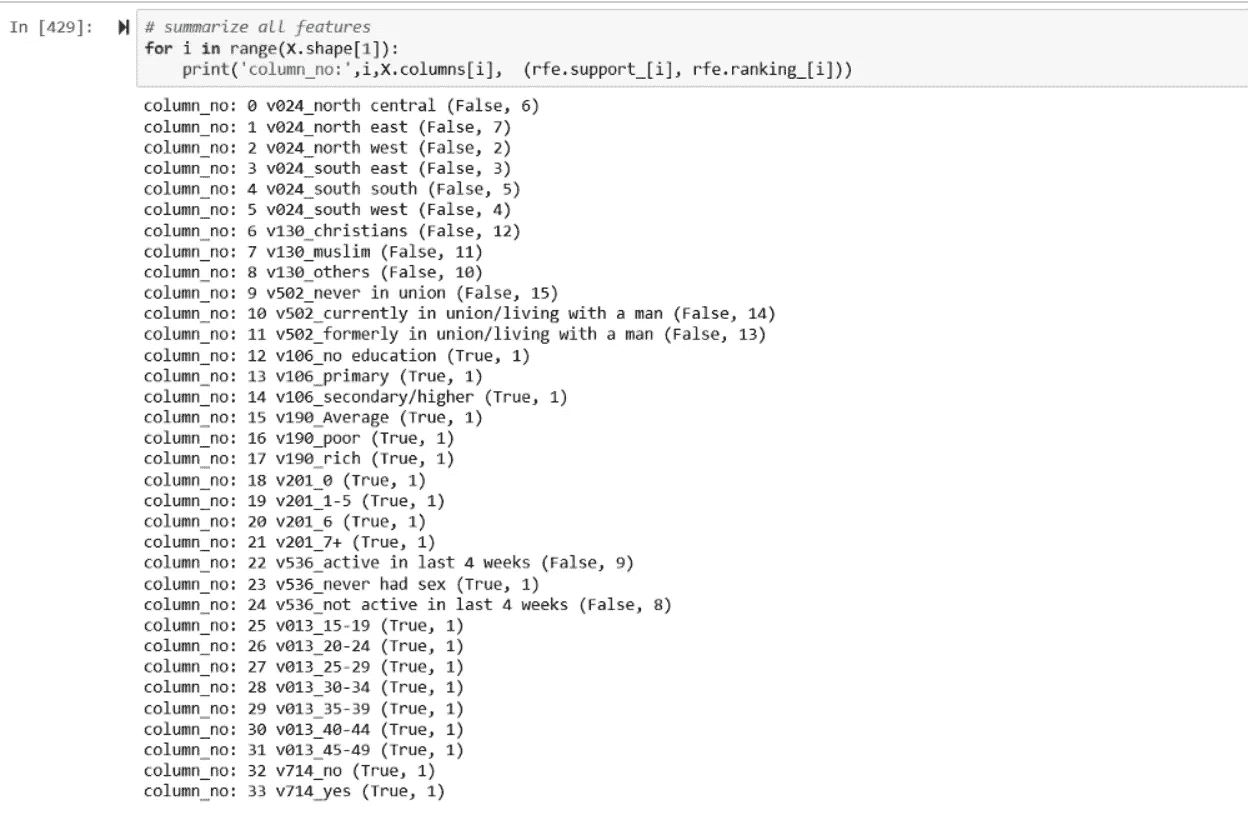 In [429]:
# summarize all features
for i in range(X.shape[1]):
    print('column_no:',i,X.columns[i],  (rfe.support_[i], rfe.ranking_[i]))
column_no: 0 v024_north central (False, 6)
column_no: 1 v024_north east (False, 7)
column_no: 2 v024_north west (False, 2)
column_no: 3 v024_south east (False, 3)
column_no: 4 v024_south south (False, 5)
column_no: 5 v024_south west (False, 4)
column_no: 6 v130_christians (False, 12)
column_no: 7 v130_muslim (False, 11)
column_no: 8 v130_others (False, 10)
column_no: 9 v502_never in union (False, 15)
column_no: 10 v502_currently in union/living with a man (False, 14)
column_no: 11 v502_formerly in union/living with a man (False, 13)
column_no: 12 v106_no education (True, 1)
column_no: 13 v106_primary (True, 1)
column_no: 14 v106_secondary/higher (True, 1)
column_no: 15 v190_Average (True, 1)
column_no: 16 v190_poor (True, 1)
column_no: 17 v190_rich (True, 1)
column_no: 18 v201_0 (True, 1)
column_no: 19 v201_1-5 (True, 1)
column_no: 20 v201_6 (True, 1)
column_no: 21 v201_7+ (True, 1)
column_no: 22 v536_active in last 4 weeks (False, 9)
column_no: 23 v536_never had sex (True, 1)
column_no: 24 v536_not active in last 4 weeks (False, 8)
column_no: 25 v013_15-19 (True, 1)
column_no: 26 v013_20-24 (True, 1)
column_no: 27 v013_25-29 (True, 1)
column_no: 28 v013_30-34 (True, 1)
column_no: 29 v013_35-39 (True, 1)
column_no: 30 v013_40-44 (True, 1)
column_no: 31 v013_45-49 (True, 1)
column_no: 32 v714_no (True, 1)
column_no: 33 v714_yes (True, 1)